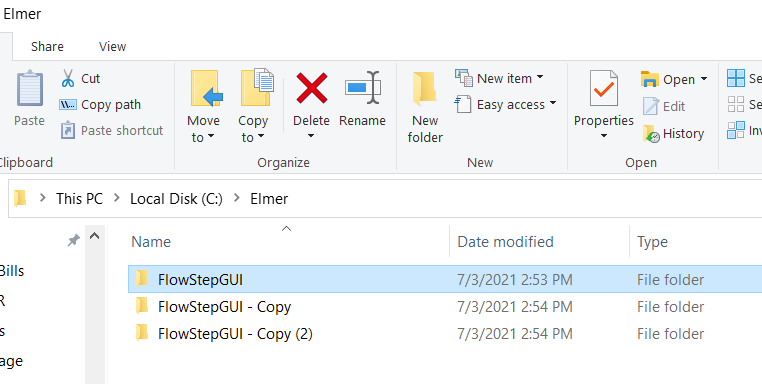 Elmer
Share View
Cut
Copy path
Paste
Paste shortcut
Clipboard
Move to
Copy to
Delete
Rename
Organize
New folder
New item
Easy access
New
Properties
Open
Edit
History
Open
Se
Se
Inv
This PC > Local Disk (C:) > Elmer
Name Date modified Type
Bills
R
s
age
FlowStepGUI 7/3/2021 2:53 PM File folder
FlowStepGUI - Copy 7/3/2021 2:54 PM File folder
FlowStepGUI - Copy (2) 7/3/2021 2:54 PM File folder